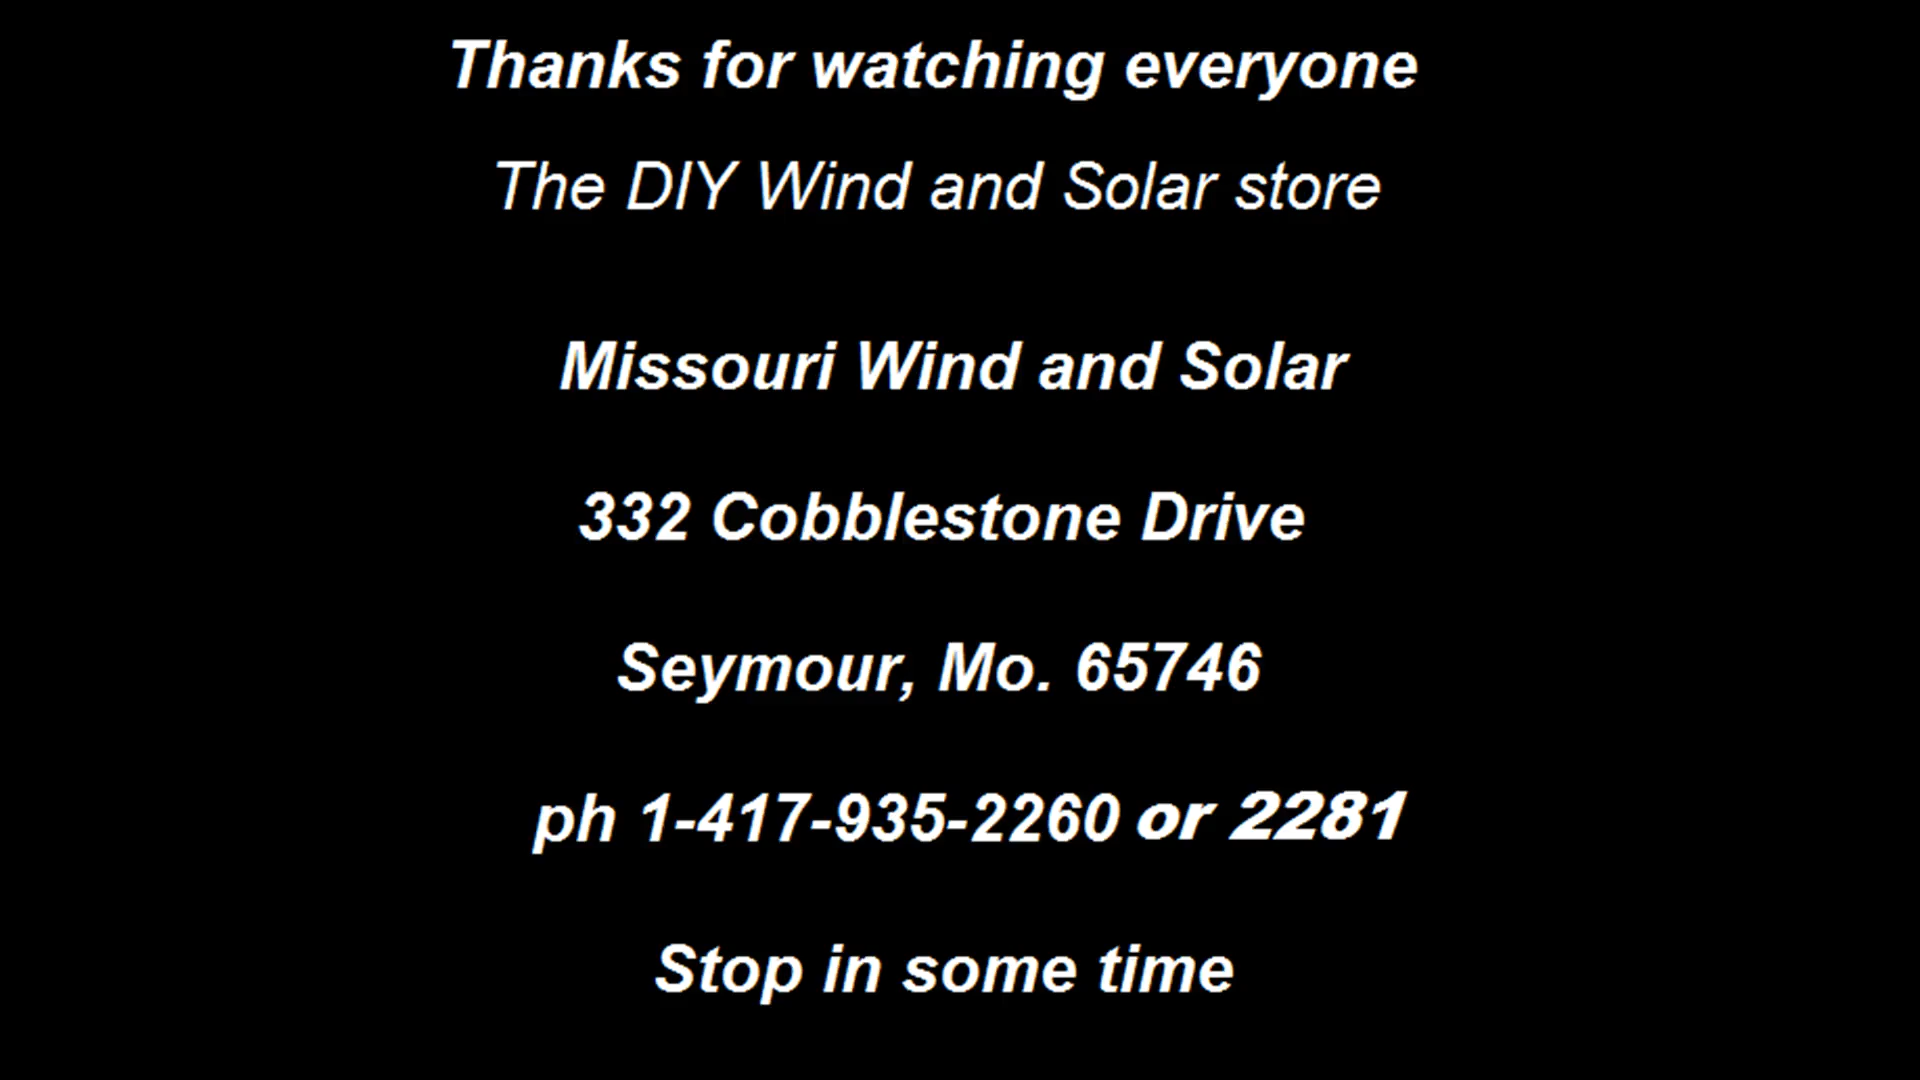 Thanks for watching everyone
The DIY Wind and Solar store
Missouri Wind and Solar
332 Cobblestone Drive
Seymour, Mo. 65746
ph 1-417-935-2260 or 2281
Stop in some time